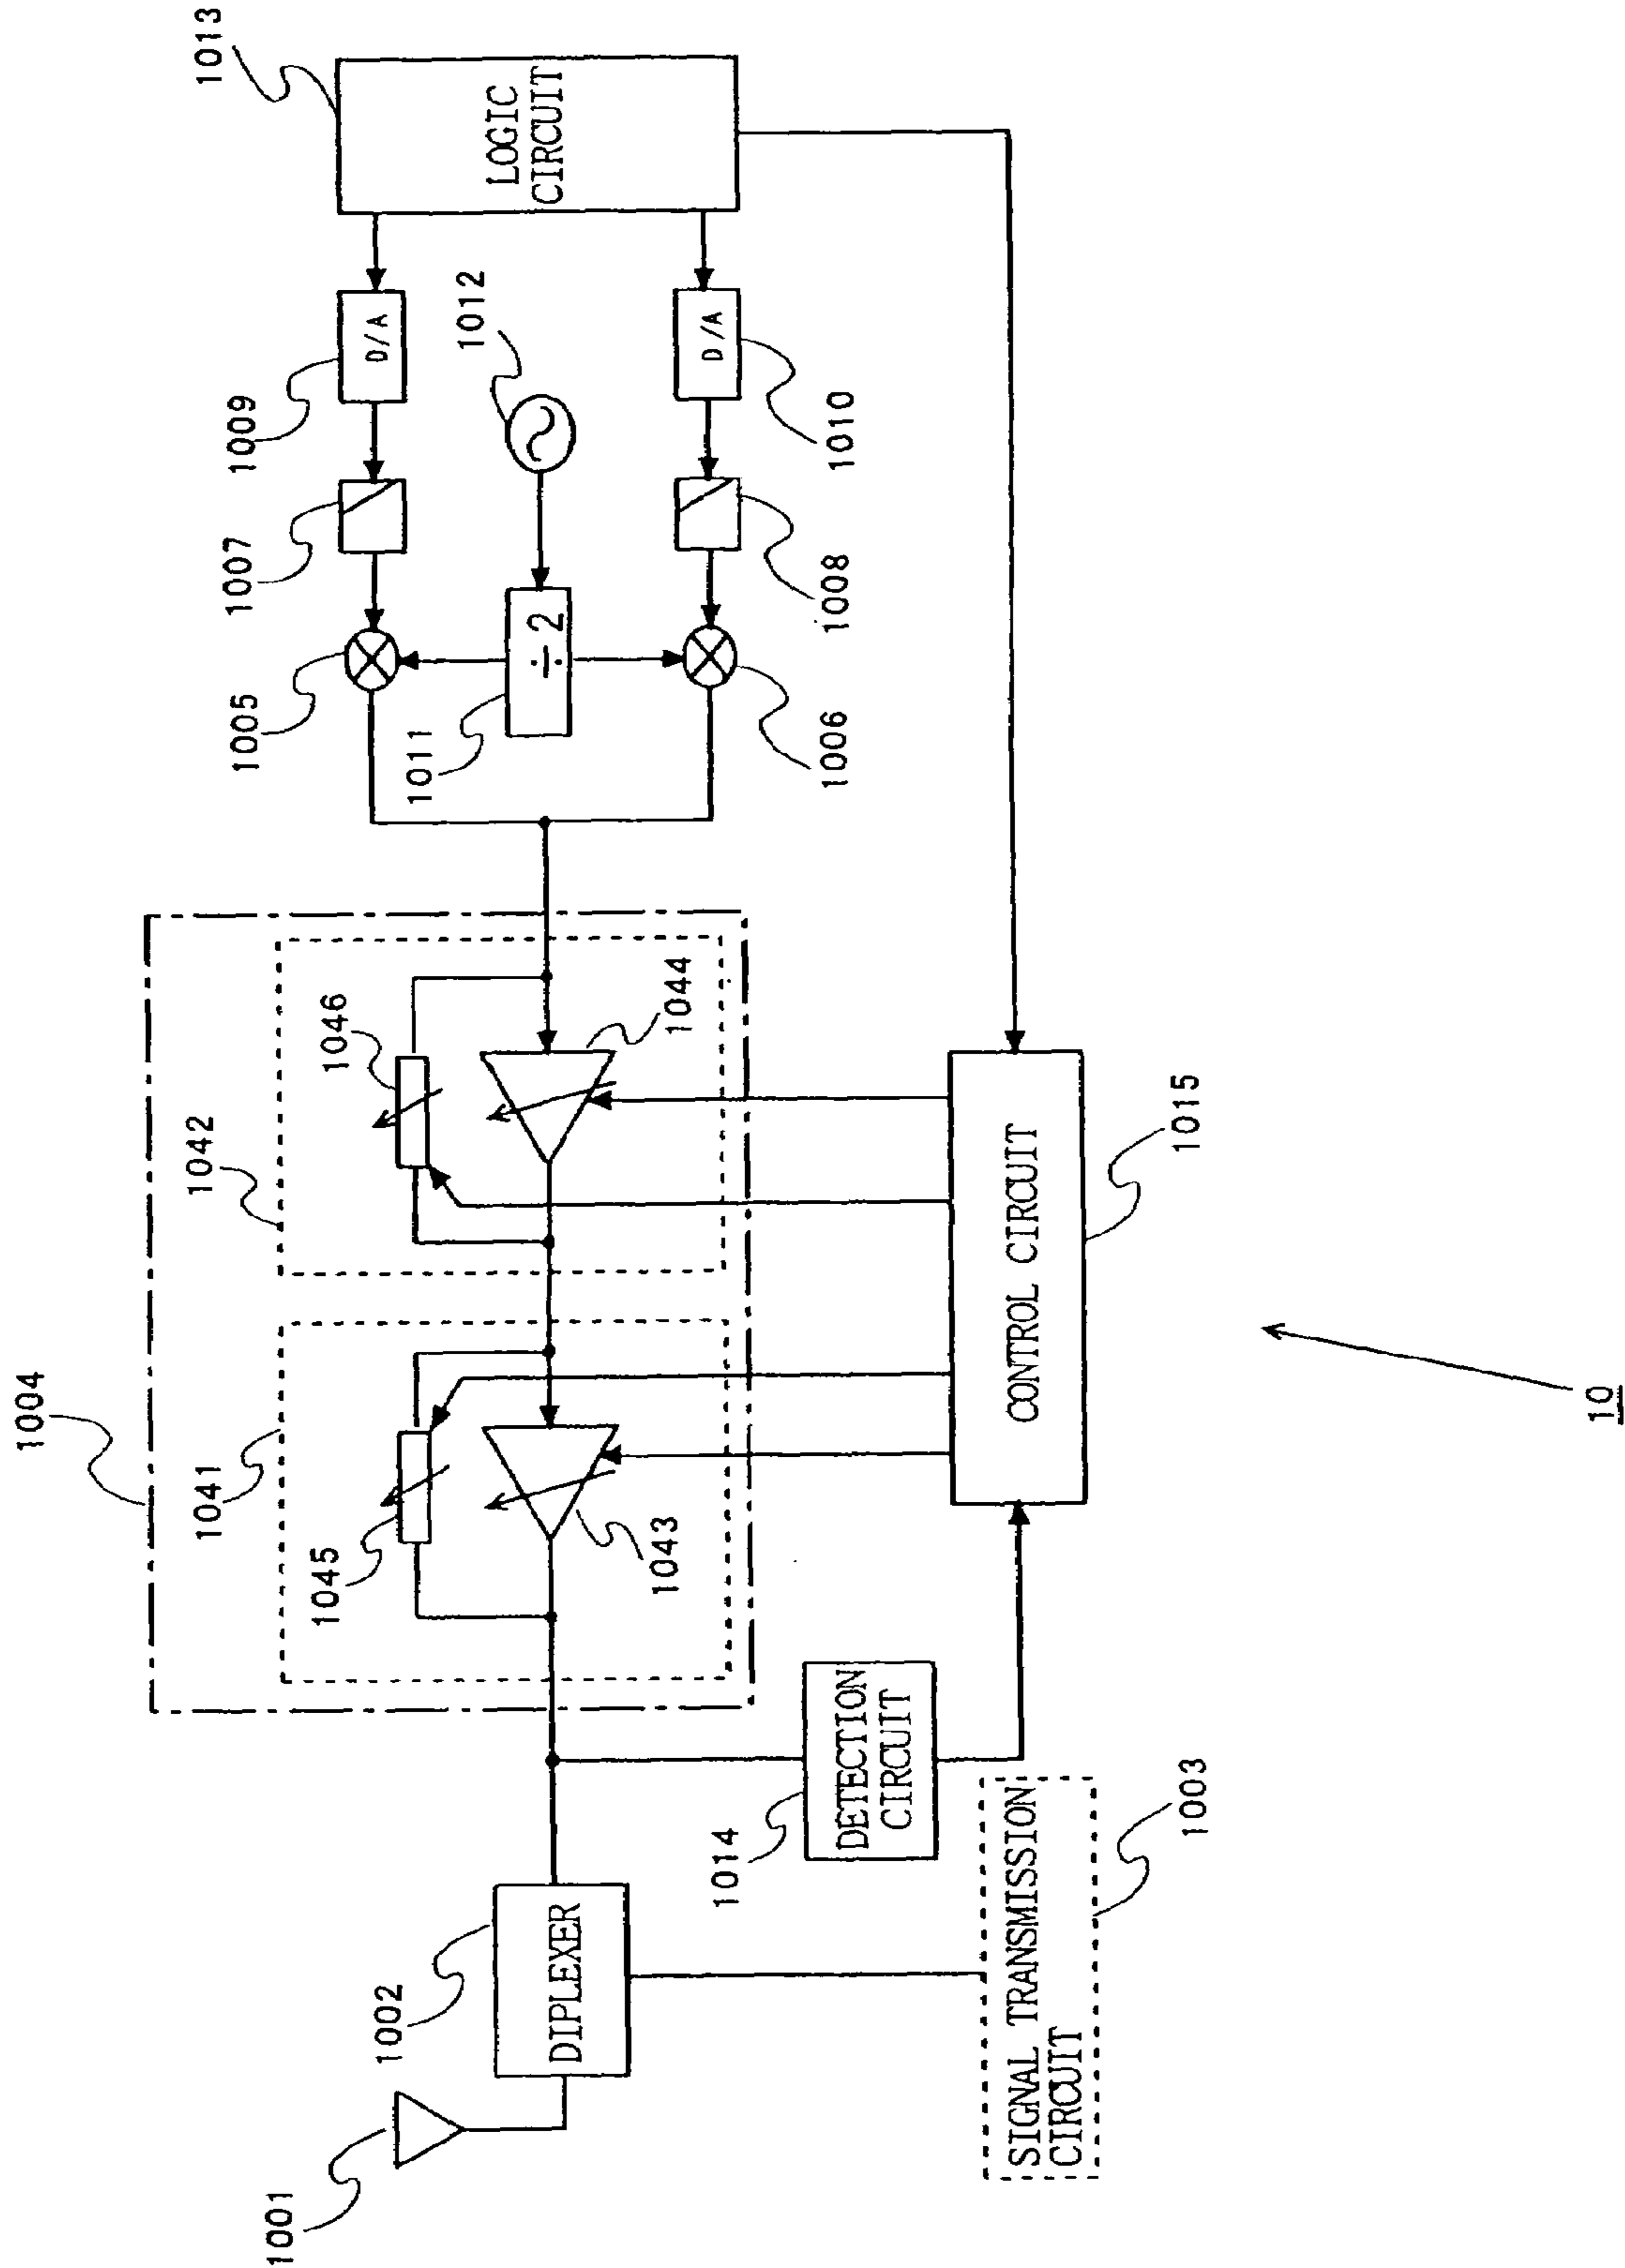 1013
LOGIC
CIRCUIT
1009
D/A
1012
D/A
1010
1007
1008
1005
÷2
1011
1006
1004
1042
1046
1044
1041
1045
1043
CONTROL CIRCUIT
1015
1014
DETECTION
CIRCUIT
1002
DIPLEXER
SIGNAL TRANSMISSION
CIRCUIT
1003
1001
10